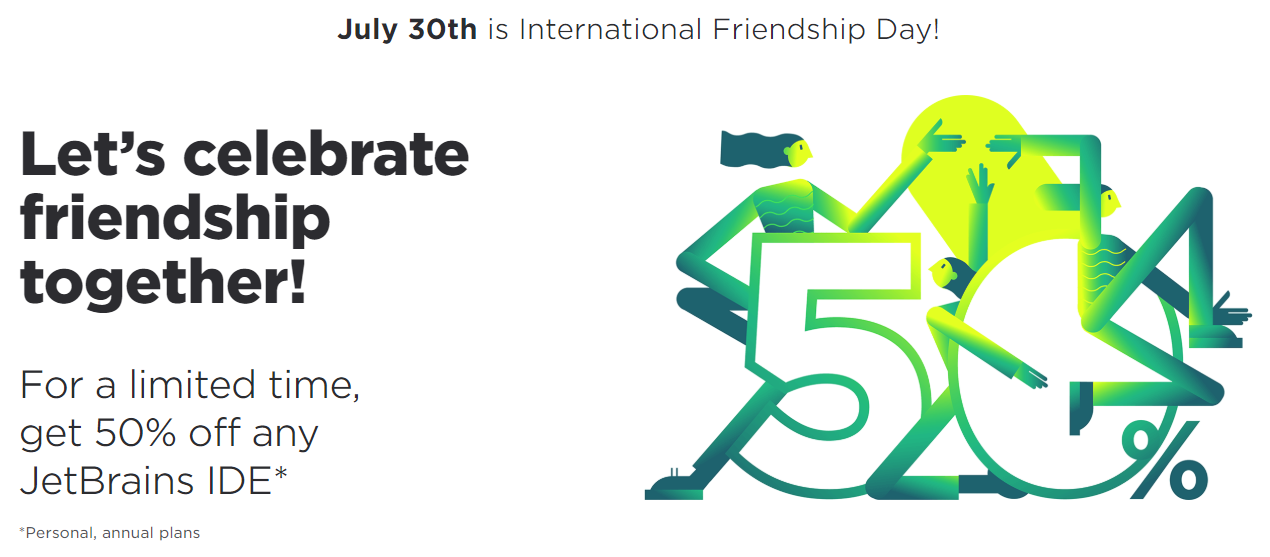 July 30th is International Friendship Day!
Let’s celebrate
friendship
together!
For a limited time,
get 50% off any
JetBrains IDE*
*Personal, annual plans
50%